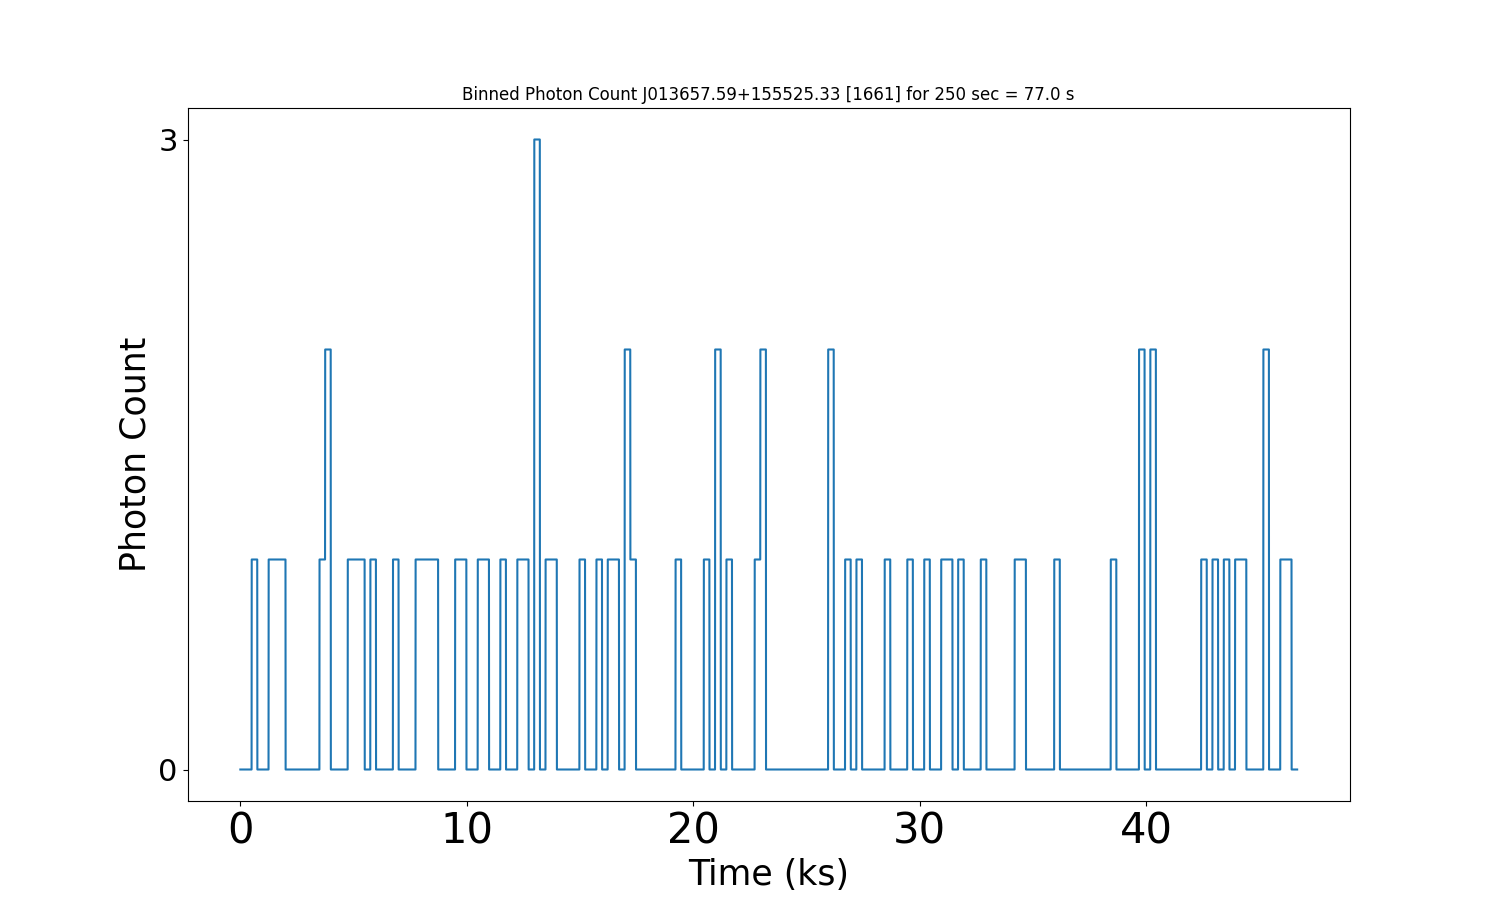 Binned Photon Count J013657.59+155525.33 [1661] for 250 sec = 77.0 s
3
Photon Count
0
0 10 20 30 40
Time (ks)